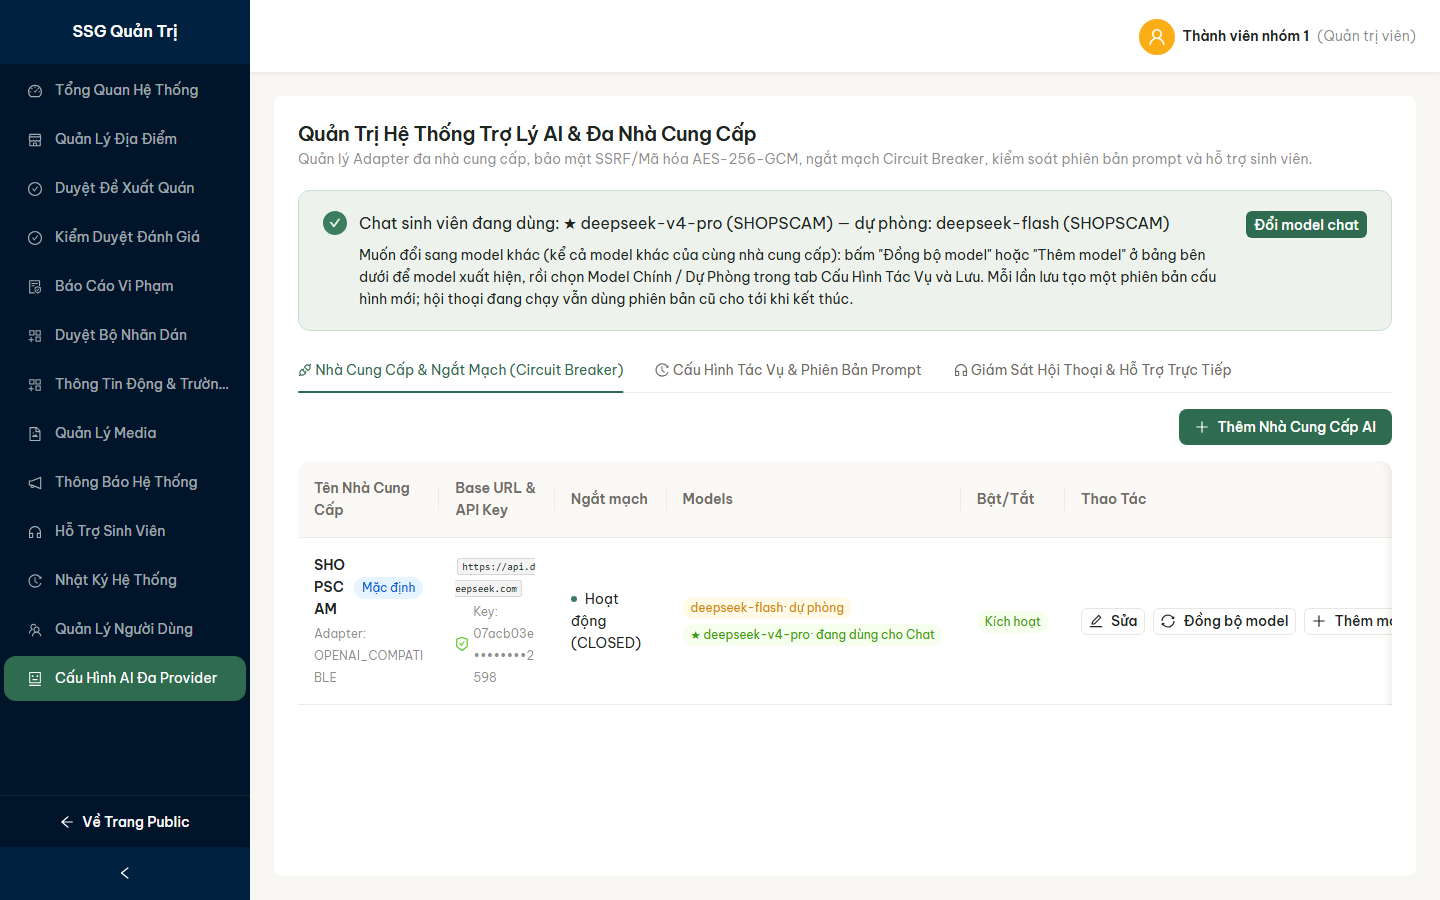 SSG Quản Trị
Tổng Quan Hệ Thống
Quản Lý Địa Điểm
Duyệt Đề Xuất Quán
Kiểm Duyệt Đánh Giá
Báo Cáo Vi Phạm
Duyệt Bộ Nhãn Dán
Thông Tin Động & Trườn...
Quản Lý Media
Thông Báo Hệ Thống
Hỗ Trợ Sinh Viên
Nhật Ký Hệ Thống
Quản Lý Người Dùng
Cấu Hình AI Đa Provider
Về Trang Public
Thành viên nhóm 1 (Quản trị viên)
Quản Trị Hệ Thống Trợ Lý AI & Đa Nhà Cung Cấp
Quản lý Adapter đa nhà cung cấp, bảo mật SSRF/Mã hóa AES-256-GCM, ngắt mạch Circuit Breaker, kiểm soát phiên bản prompt và hỗ trợ sinh viên.
Chat sinh viên đang dùng: ★ deepseek-v4-pro (SHOPSCAM) — dự phòng: deepseek-flash (SHOPSCAM)
Đổi model chat
Muốn đổi sang model khác (kể cả model khác của cùng nhà cung cấp): bấm "Đồng bộ model" hoặc "Thêm model" ở bảng bên
dưới để model xuất hiện, rồi chọn Model Chính / Dự Phòng trong tab Cấu Hình Tác Vụ và Lưu. Mỗi lần lưu tạo một phiên bản cấu
hình mới; hội thoại đang chạy vẫn dùng phiên bản cũ cho tới khi kết thúc.
Nhà Cung Cấp & Ngắt Mạch (Circuit Breaker)
Cấu Hình Tác Vụ & Phiên Bản Prompt
Giám Sát Hội Thoại & Hỗ Trợ Trực Tiếp
Thêm Nhà Cung Cấp AI
Tên Nhà Cung
Cấp
Base URL &
API Key
Ngắt mạch
Models
Bật/Tắt
Thao Tác
SHO
PSC
AM
Mặc định
Adapter:
OPENAI_COMPATI
BLE
https://api.d
eepseek.com
Key:
07acb03e
••••••••2
598
Hoạt
động
(CLOSED)
deepseek-flash· dự phòng
★ deepseek-v4-pro· đang dùng cho Chat
Kích hoạt
Sửa
Đồng bộ model
Thêm mo